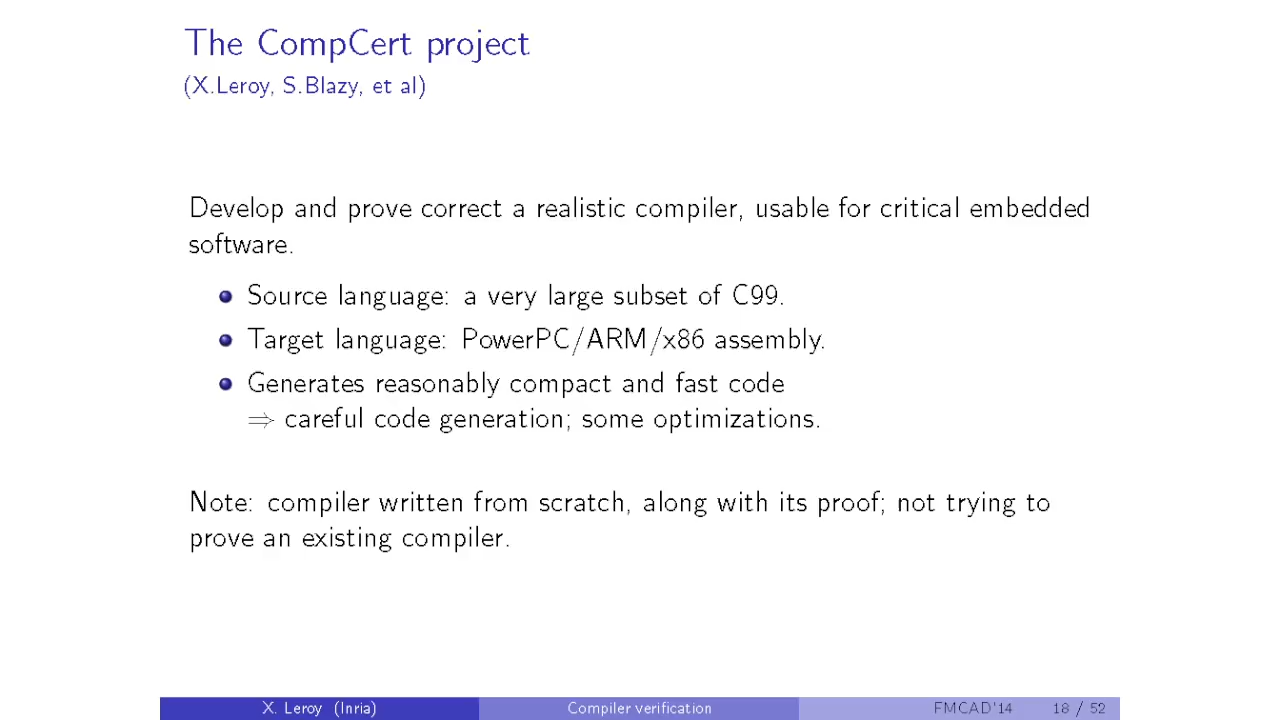 The CompCert project
(X.Leroy, S.Blazy, et al)
Develop and prove correct a realistic compiler, usable for critical embedded
software.
Source language: a very large subset of C99.
Target language: PowerPC/ARM/x86 assembly.
Generates reasonably compact and fast code
⇒ careful code generation; some optimizations.
Note: compiler written from scratch, along with its proof; not trying to
prove an existing compiler.
X. Leroy (Inria) Compiler verification FMCAD'14 18 / 52